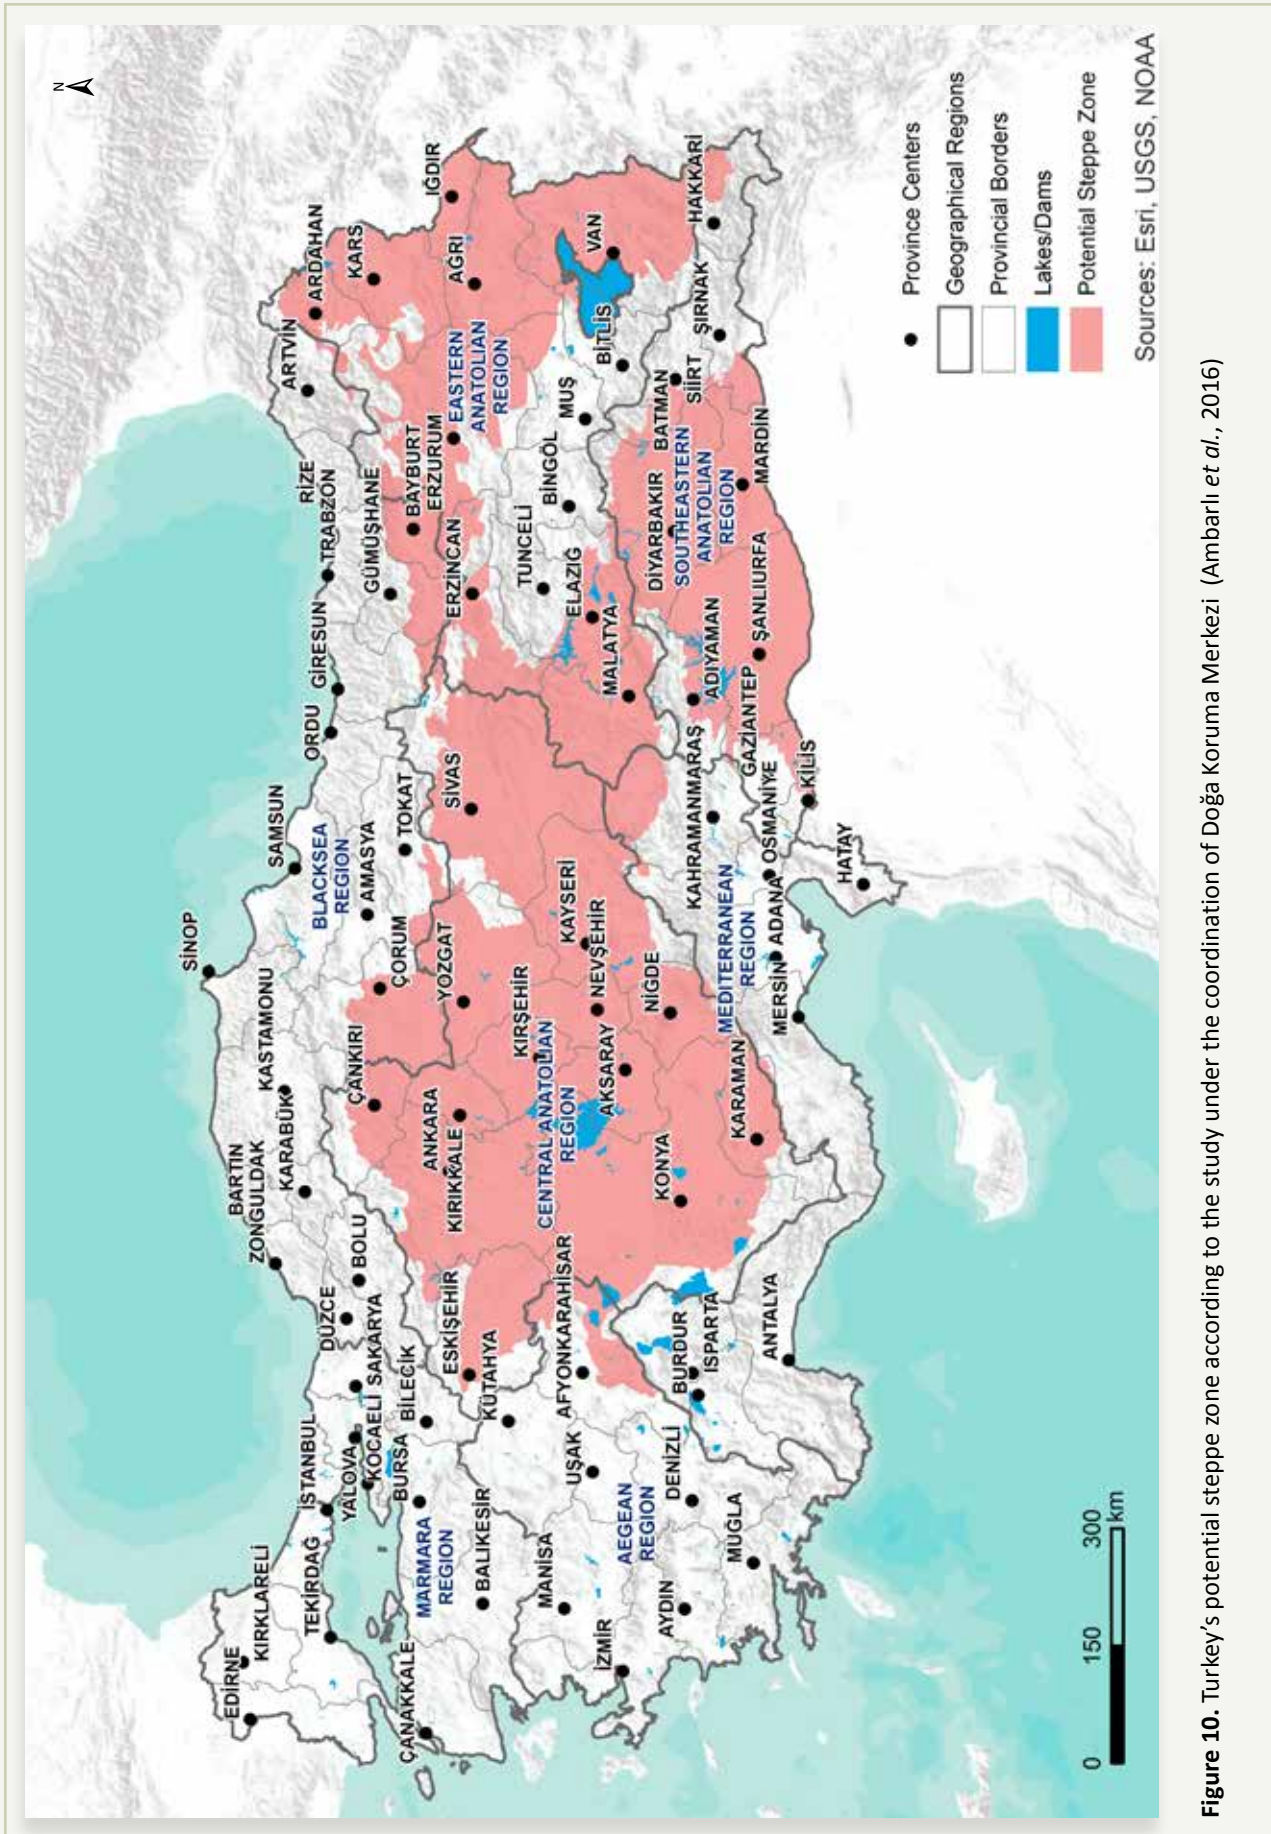 N
SİNOP
BARTIN
ZONGULDAK
KASTAMONU
KARABÜK
SAMSUN
ORDU
GİRESUN
TRABZON
RİZE
ARTVİN
ARDAHAN
KARS
IĞDIR
AĞRI
EDİRNE
KIRKLARELİ
TEKİRDAĞ
İSTANBUL
YALOVA
KOCAELİ
SAKARYA
DÜZCE
BOLU
ÇANKIRI
ÇORUM
AMASYA
BLACKSEA
REGION
TOKAT
GÜMÜŞHANE
BAYBURT
ERZURUM
ERZİNCAN
EASTERN
ANATOLIAN
REGION
ÇANAKKALE
MARMARA
REGION
BURSA
BİLECİK
BALIKESİR
ESKİŞEHİR
KÜTAHYA
ANKARA
KIRIKKALE
YOZGAT
KIRŞEHİR
SİVAS
CENTRAL ANATOLIAN
REGION
KAYSERİ
NEVŞEHİR
AKSARAY
NİĞDE
TUNCELİ
BİNGÖL
MUŞ
ELAZIĞ
MALATYA
BİTLİS
VAN
HAKKARİ
ŞIRNAK
SİİRT
BATMAN
DİYARBAKIR
SOUTHEASTERN
ANATOLIAN
REGION
MARDİN
ŞANLIURFA
ADIYAMAN
GAZİANTEP
KİLİS
KAHRAMANMARAŞ
OSMANİYE
HATAY
MEDITERRANEAN
REGION
ADANA
MERSİN
KARAMAN
KONYA
AFYONKARAHİSAR
UŞAK
MANİSA
İZMİR
AEGEAN
REGION
AYDIN
DENİZLİ
MUĞLA
BURDUR
ISPARTA
ANTALYA
0 150 300
km
Province Centers
Geographical Regions
Provincial Borders
Lakes/Dams
Potential Steppe Zone
Sources: Esri, USGS, NOAA
Figure 10. Turkey’s potential steppe zone according to the study under the coordination of Doğa Koruma Merkezi (Ambarlı et al., 2016)